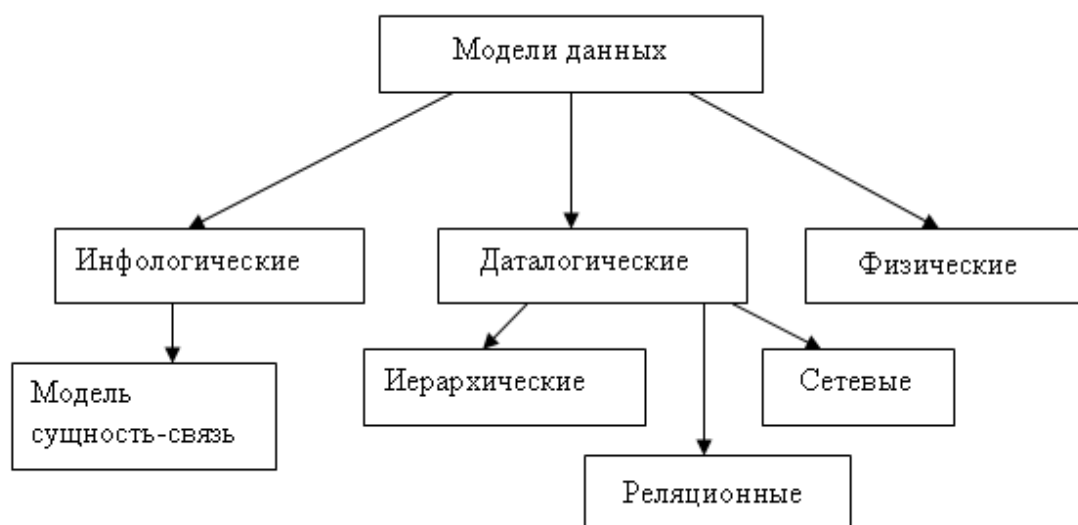 Модели данных
Инфологические
Даталогические
Физические
Иерархические
Сетевые
Модель
сущность-связь
Реляционные